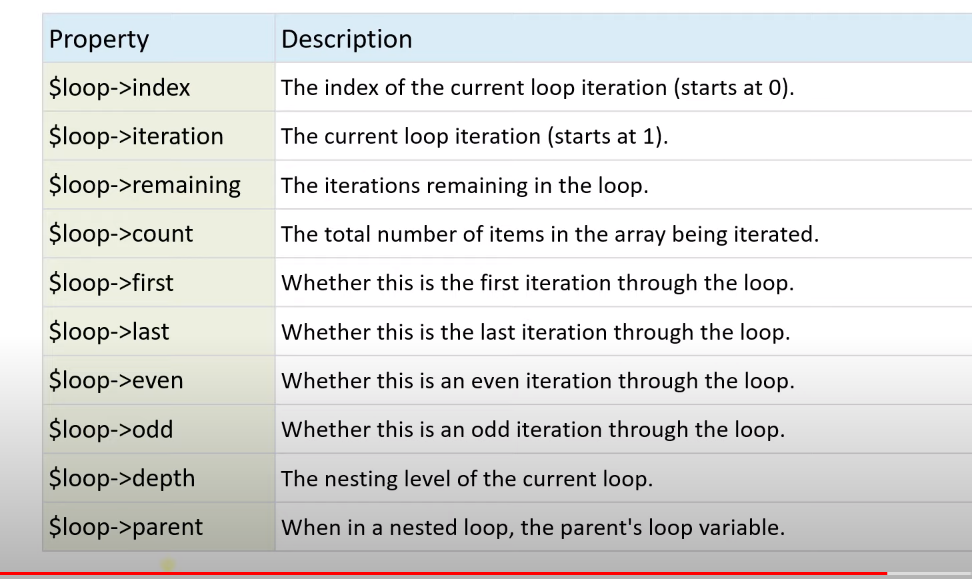 Property Description
$loop->index The index of the current loop iteration (starts at 0).
$loop->iteration The current loop iteration (starts at 1).
$loop->remaining The iterations remaining in the loop.
$loop->count The total number of items in the array being iterated.
$loop->first Whether this is the first iteration through the loop.
$loop->last Whether this is the last iteration through the loop.
$loop->even Whether this is an even iteration through the loop.
$loop->odd Whether this is an odd iteration through the loop.
$loop->depth The nesting level of the current loop.
$loop->parent When in a nested loop, the parent's loop variable.